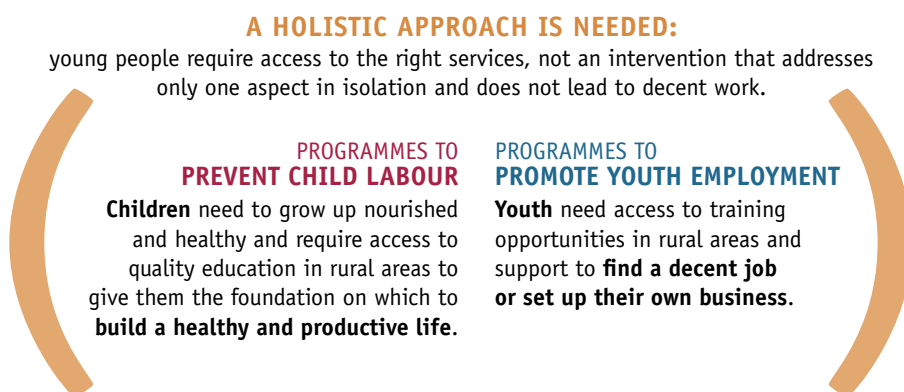 A HOLISTIC APPROACH IS NEEDED:
young people require access to the right services, not an intervention that addresses
only one aspect in isolation and does not lead to decent work.
PROGRAMMES TO
PREVENT CHILD LABOUR
Children need to grow up nourished
and healthy and require access to
quality education in rural areas to
give them the foundation on which to
build a healthy and productive life.
PROGRAMMES TO
PROMOTE YOUTH EMPLOYMENT
Youth need access to training
opportunities in rural areas and
support to find a decent job
or set up their own business.